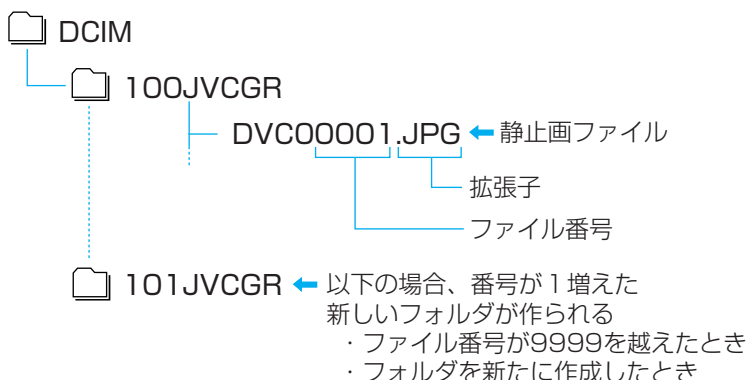 DCIM
100JVCGR
DVC00001.JPG 静止画ファイル
拡張子
ファイル番号
101JVCGR 以下の場合、番号が1増えた
新しいフォルダが作られる
・ファイル番号が9999を越えたとき
・フォルダを新たに作成したとき